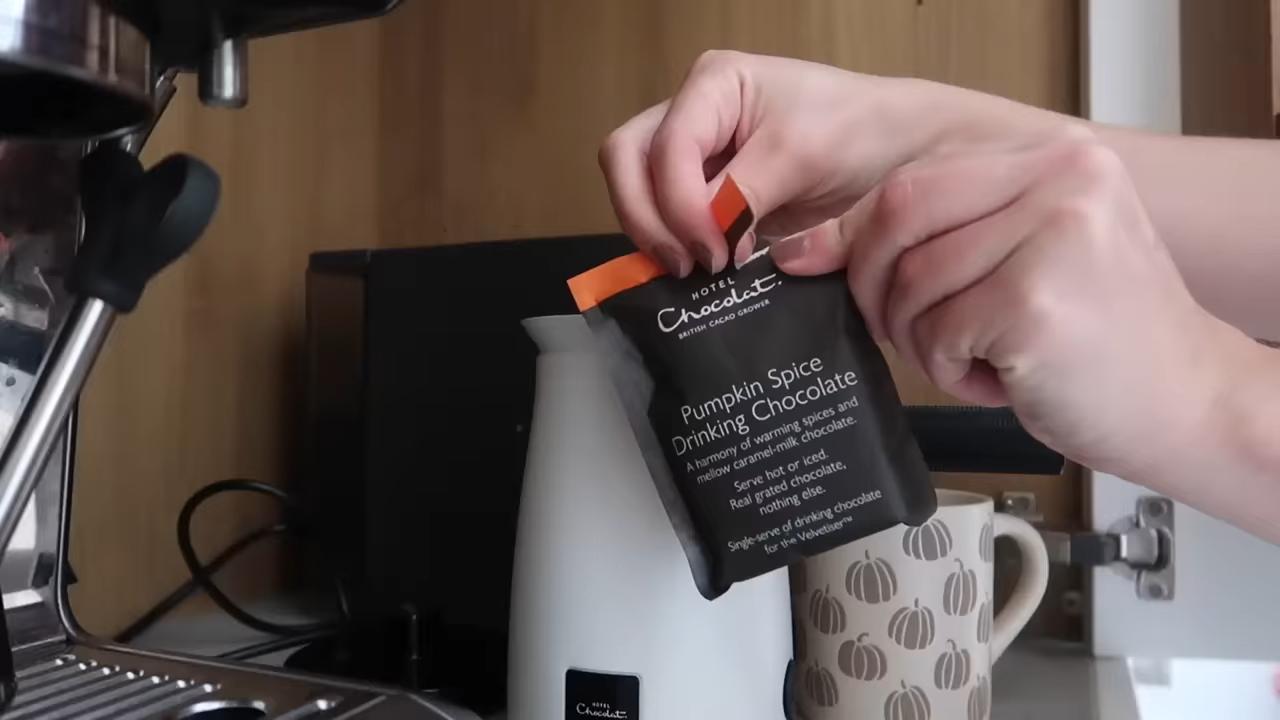 HOTEL
Chocolat.
BRITISH CACAO GROWER
Pumpkin Spice
Drinking Chocolate
A harmony of warming spices and
mellow caramel-milk chocolate.
Serve hot or iced.
Real grated chocolate,
nothing else.
Single-serve of drinking chocolate
for the Velvetiser™
HOTEL
Chocolat.